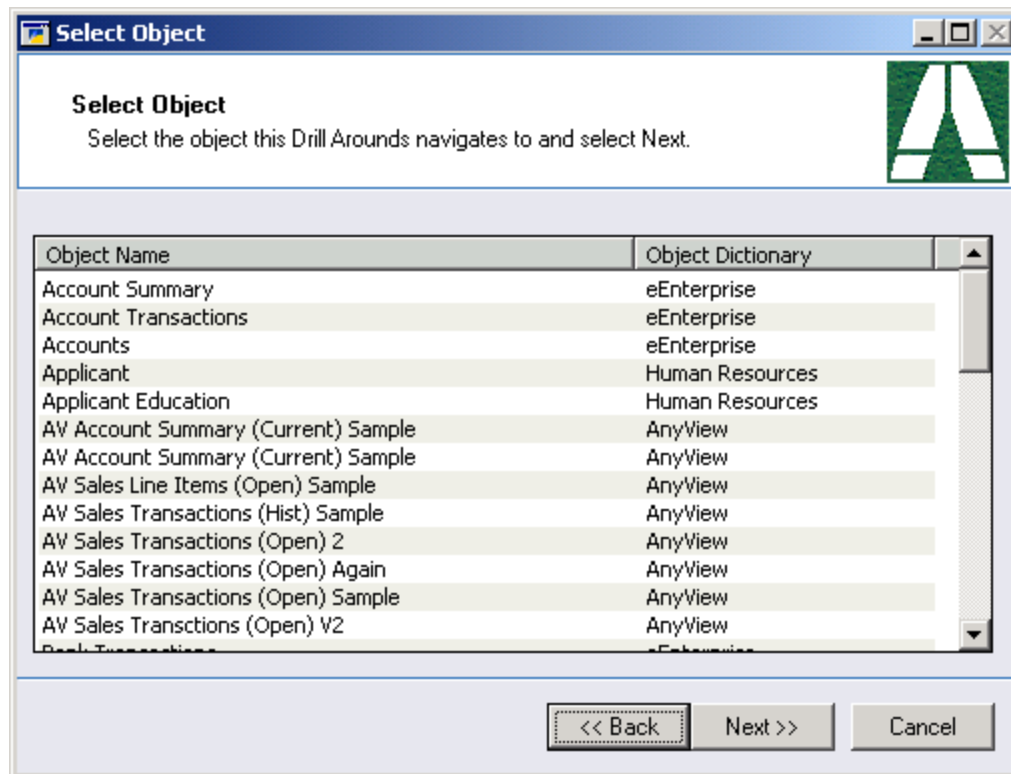 Select Object
Select Object
Select the object this Drill Arounds navigates to and select Next.
Object Name Object Dictionary
Account Summary eEnterprise
Account Transactions eEnterprise
Accounts eEnterprise
Applicant Human Resources
Applicant Education Human Resources
AV Account Summary (Current) Sample AnyView
AV Account Summary (Current) Sample AnyView
AV Sales Line Items (Open) Sample AnyView
AV Sales Transactions (Hist) Sample AnyView
AV Sales Transactions (Open) 2 AnyView
AV Sales Transactions (Open) Again AnyView
AV Sales Transactions (Open) Sample AnyView
AV Sales Transctions (Open) V2 AnyView
Bank Transactions eEnterprise
<< Back Next >> Cancel